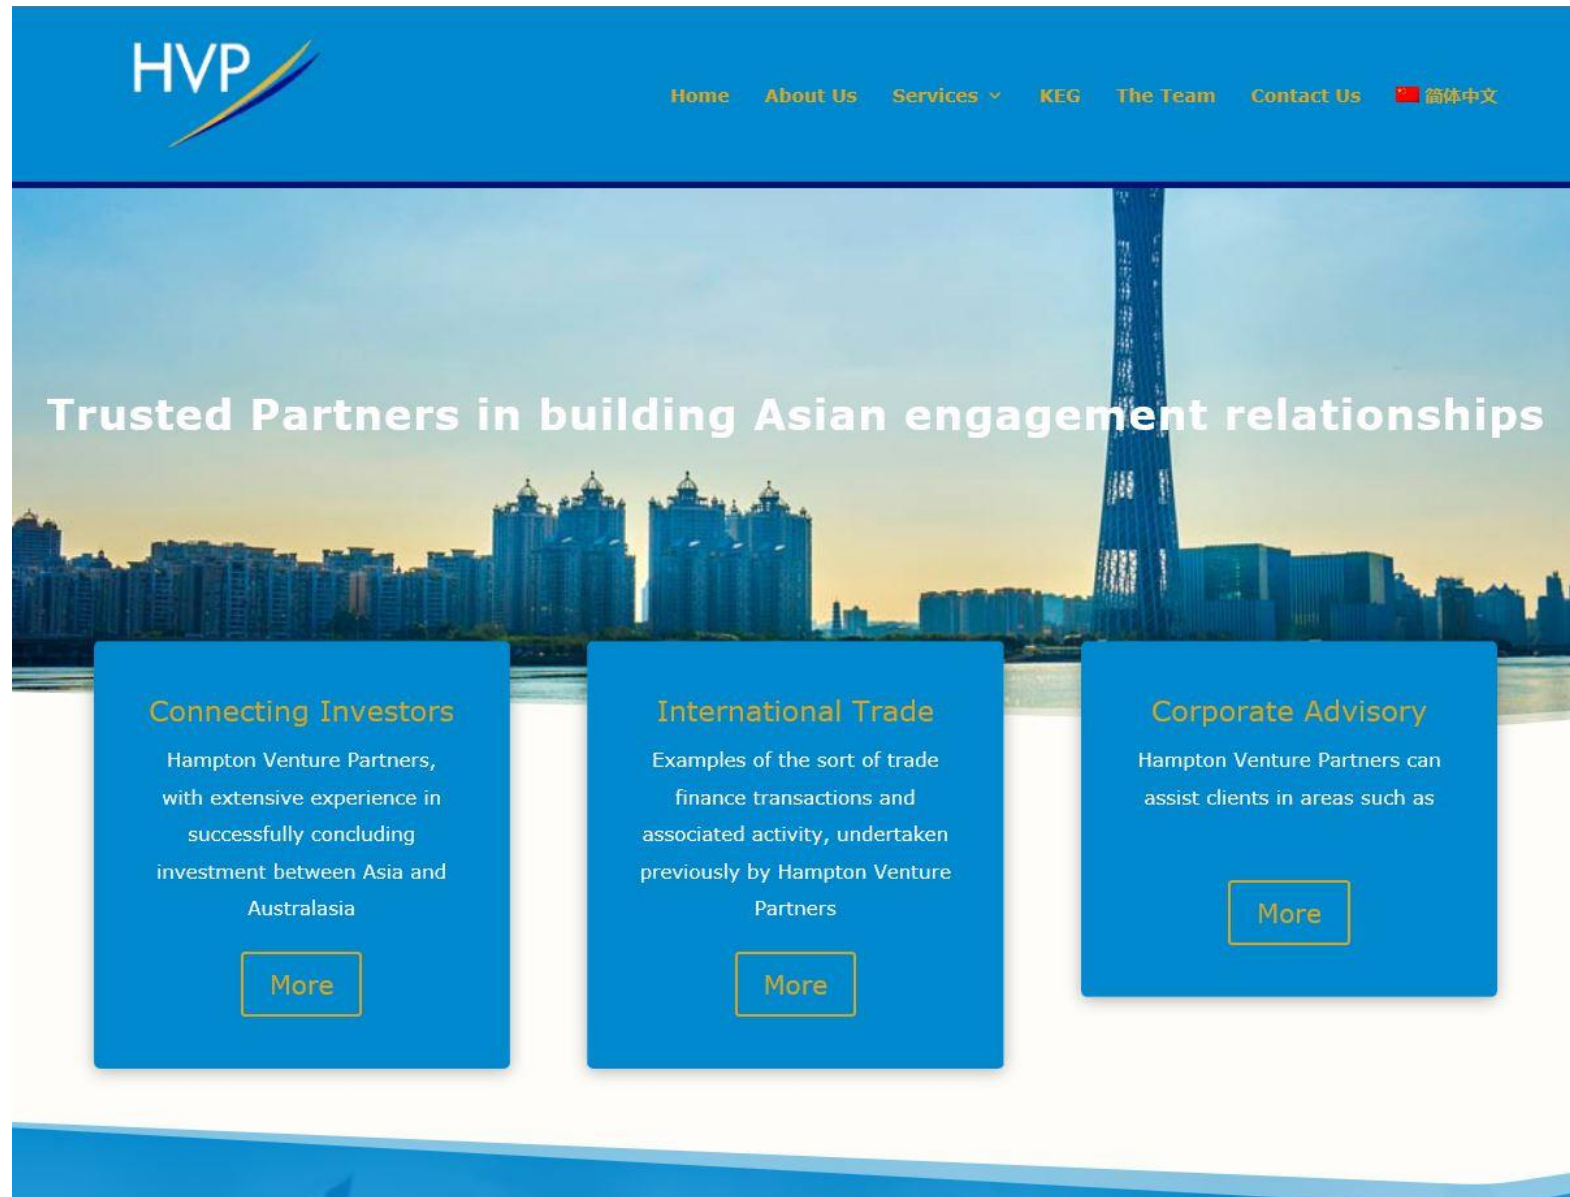 HVP
Home About Us Services KEG The Team Contact Us 简体中文
Trusted Partners in building Asian engagement relationships
Connecting Investors
Hampton Venture Partners,
with extensive experience in
successfully concluding
investment between Asia and
Australasia
More
International Trade
Examples of the sort of trade
finance transactions and
associated activity, undertaken
previously by Hampton Venture
Partners
More
Corporate Advisory
Hampton Venture Partners can
assist clients in areas such as
More